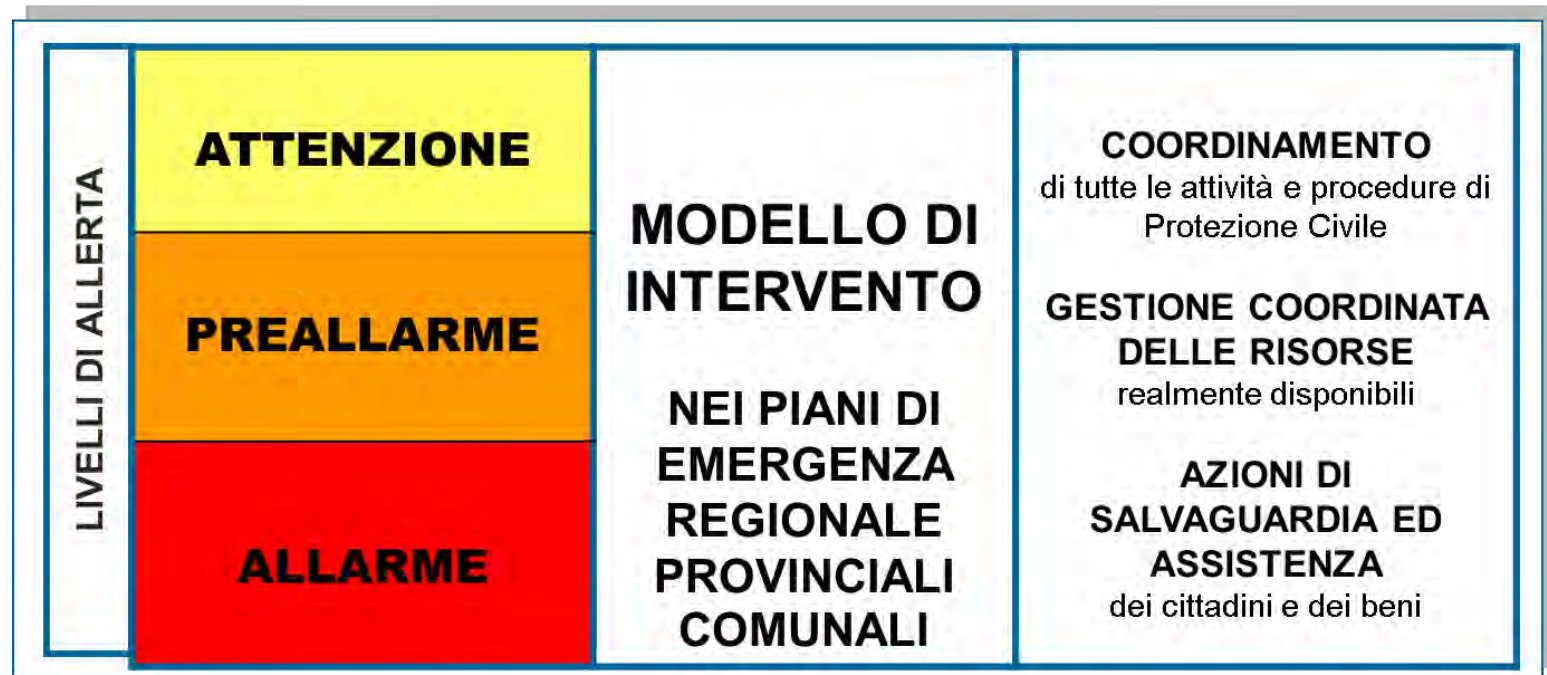 LIVELLI DI ALLERTA
ATTENZIONE
PREALLARME
ALLARME
MODELLO DI
INTERVENTO
NEI PIANI DI
EMERGENZA
REGIONALE
PROVINCIALI
COMUNALI
COORDINAMENTO
di tutte le attività e procedure di
Protezione Civile
GESTIONE COORDINATA
DELLE RISORSE
realmente disponibili
AZIONI DI
SALVAGUARDIA ED
ASSISTENZA
dei cittadini e dei beni